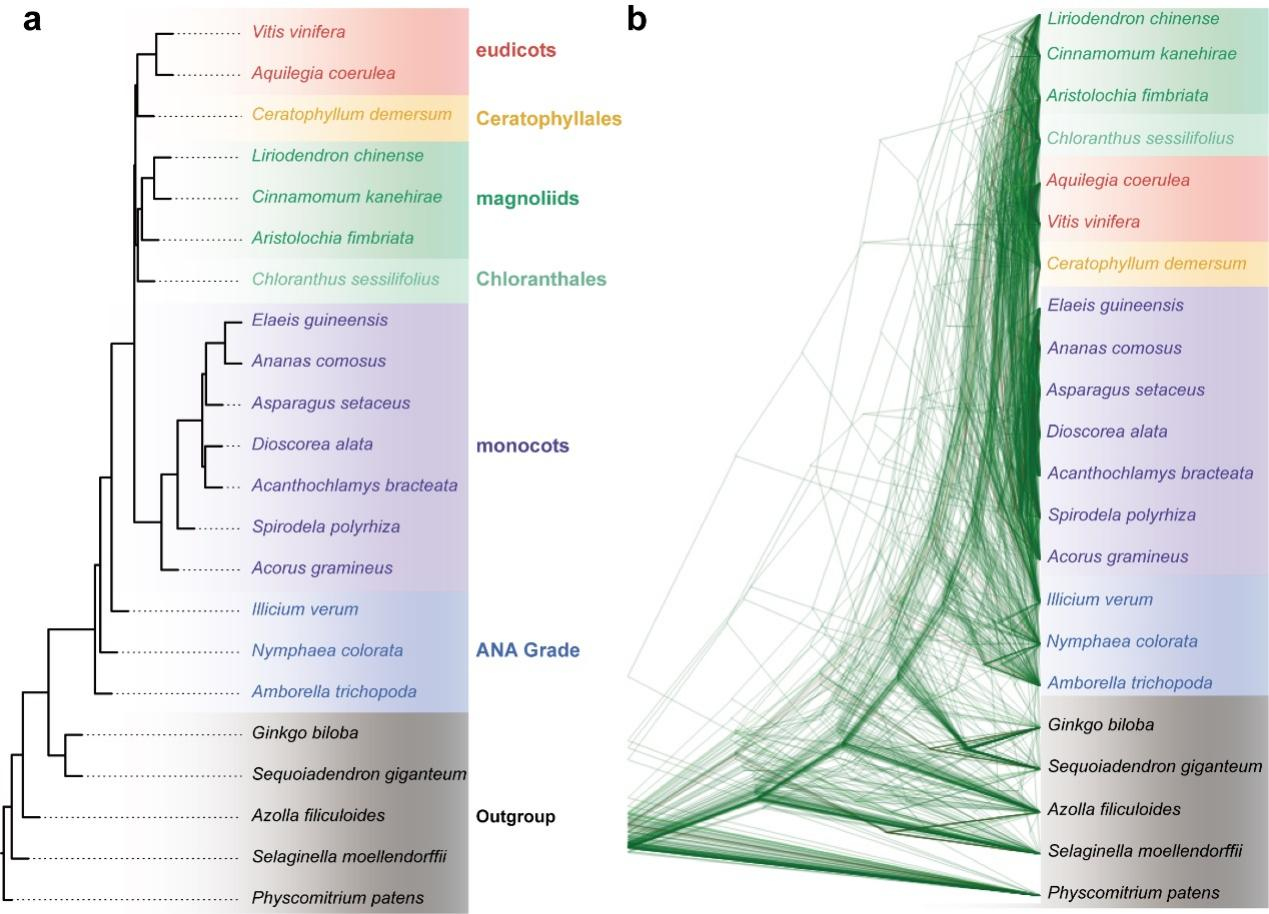 a
Vitis vinifera
Aquilegia coerulea
eudicots
Ceratophyllum demersum
Ceratophyllales
Liriodendron chinense
Cinnamomum kanehirae
magnoliids
Aristolochia fimbriata
Chloranthus sessilifolius
Chloranthales
Elaeis guineensis
Ananas comosus
Asparagus setaceus
Dioscorea alata
monocots
Acanthochlamys bracteata
Spirodela polyrhiza
Acorus gramineus
Illicium verum
Nymphaea colorata
ANA Grade
Amborella trichopoda
Ginkgo biloba
Sequoiadendron giganteum
Azolla filiculoides
Outgroup
Selaginella moellendorffii
Physcomitrium patens
b
Liriodendron chinense
Cinnamomum kanehirae
Aristolochia fimbriata
Chloranthus sessilifolius
Aquilegia coerulea
Vitis vinifera
Ceratophyllum demersum
Elaeis guineensis
Ananas comosus
Asparagus setaceus
Dioscorea alata
Acanthochlamys bracteata
Spirodela polyrhiza
Acorus gramineus
Illicium verum
Nymphaea colorata
Amborella trichopoda
Ginkgo biloba
Sequoiadendron giganteum
Azolla filiculoides
Selaginella moellendorffii
Physcomitrium patens